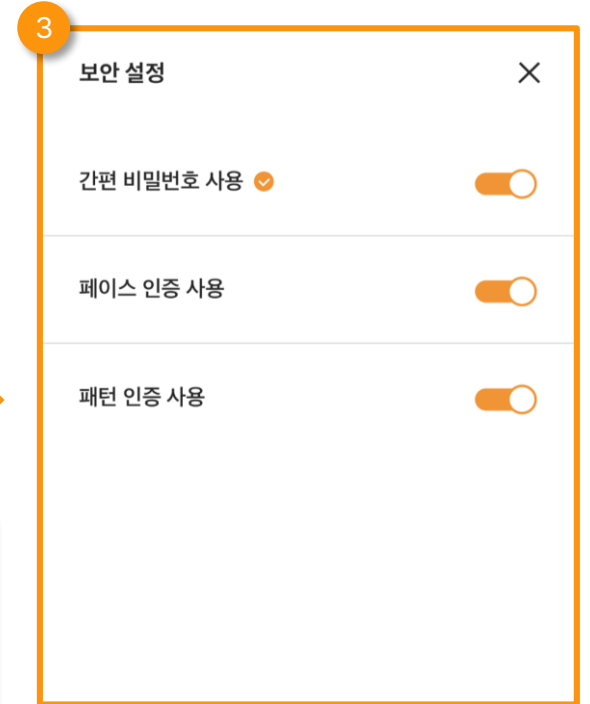 3
보안 설정
간편 비밀번호 사용
페이스 인증 사용
패턴 인증 사용